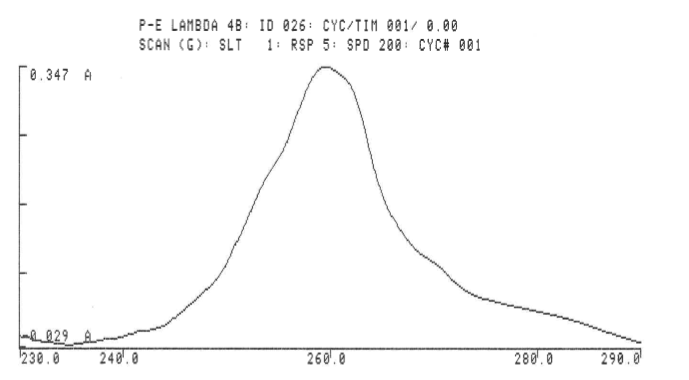 P-E LAMBDA 4B: ID 026: CYC/TIM 001/ 0.00
SCAN (G): SLT 1: RSP 5: SPD 200: CYC# 001
0.347 A
0.029 A
230.0 240.0 260.0 280.0 290.0